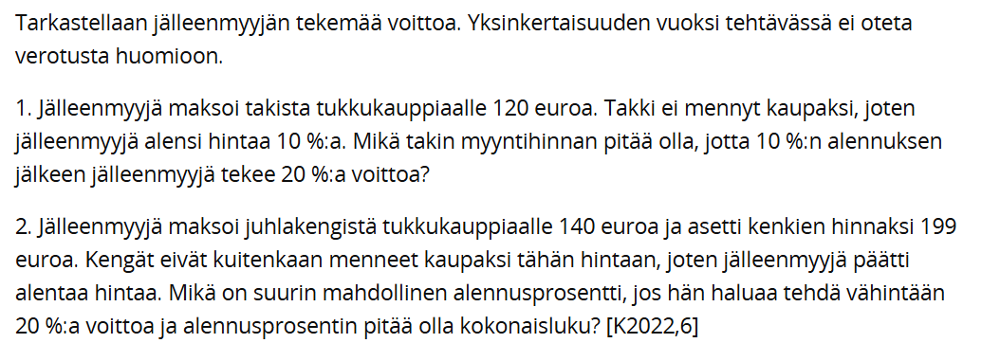 Tarkastellaan jälleenmyyjän tekemää voittoa. Yksinkertaisuuden vuoksi tehtävässä ei oteta
verotusta huomioon.
1. Jälleenmyyjä maksoi takista tukkukauppiaalle 120 euroa. Takki ei mennyt kaupaksi, joten
jälleenmyyjä alensi hintaa 10 %:a. Mikä takin myyntihinnan pitää olla, jotta 10 %:n alennuksen
jälkeen jälleenmyyjä tekee 20 %:a voittoa?
2. Jälleenmyyjä maksoi juhlakengistä tukkukauppiaalle 140 euroa ja asetti kenkien hinnaksi 199
euroa. Kengät eivät kuitenkaan menneet kaupaksi tähän hintaan, joten jälleenmyyjä päätti
alentaa hintaa. Mikä on suurin mahdollinen alennusprosentti, jos hän haluaa tehdä vähintään
20 %:a voittoa ja alennusprosentin pitää olla kokonaisluku? [K2022,6]